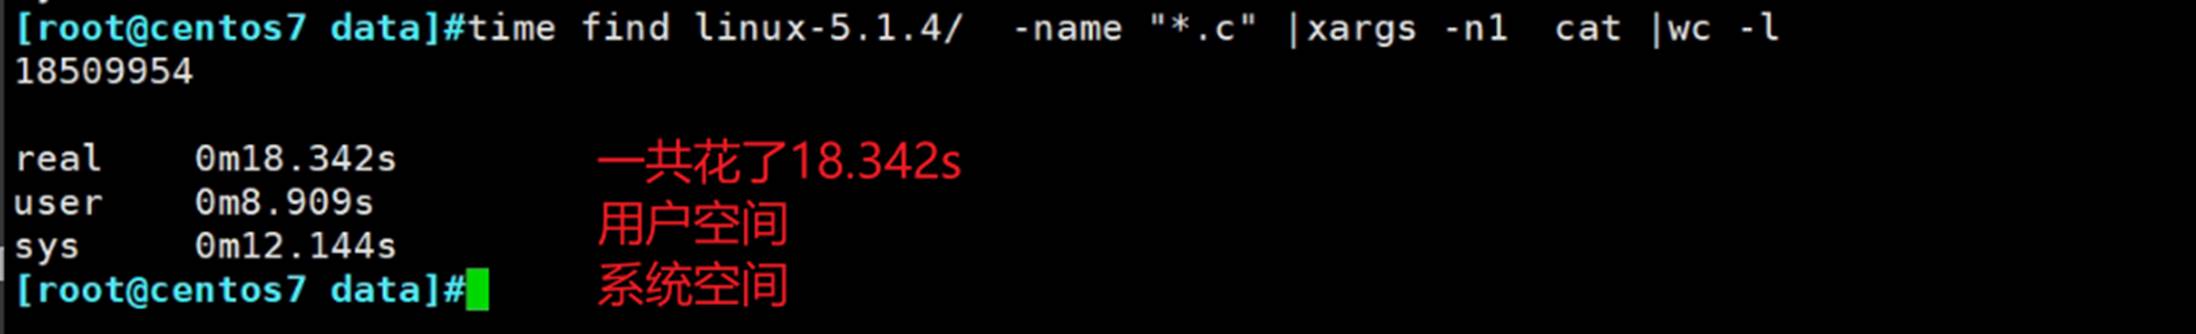 [root@centos7 data]#time find linux-5.1.4/  -name "*.c" |xargs -n1  cat |wc -l
18509954
real    0m18.342s 一共花了18.342s
user    0m8.909s 用户空间
sys     0m12.144s 系统空间
[root@centos7 data]#